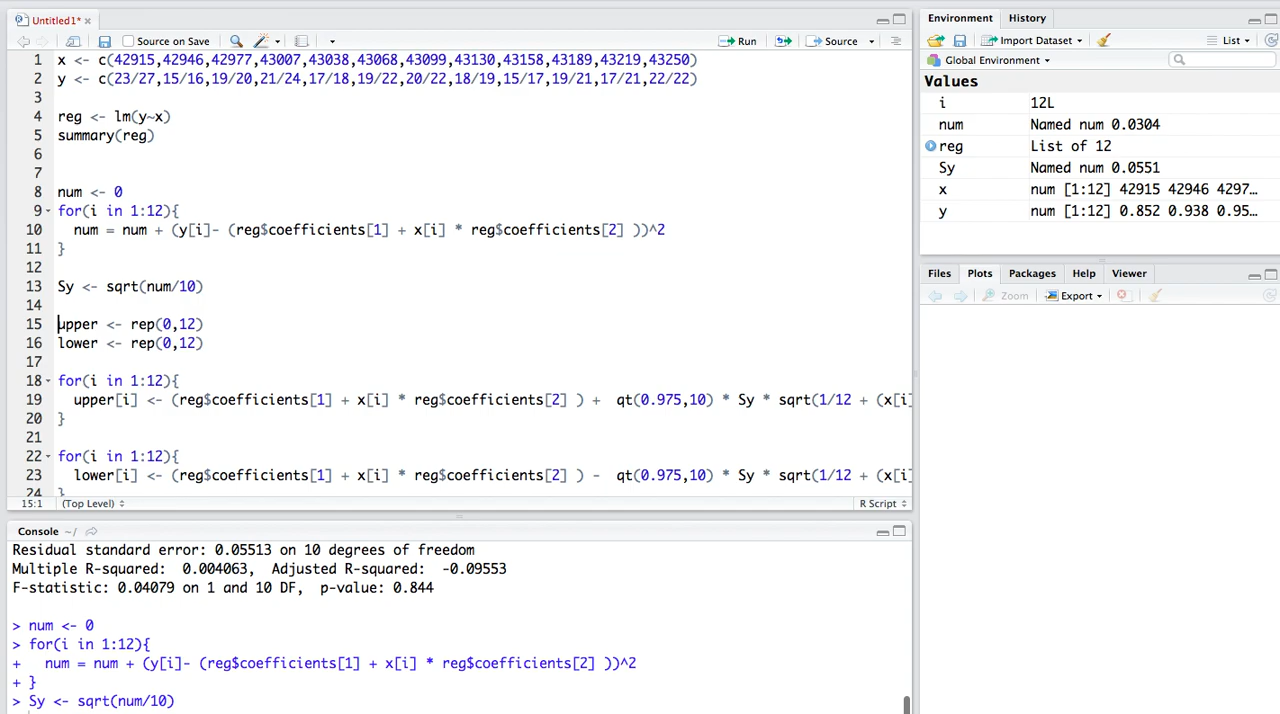 Untitled1*
Source on Save
Run
Source
1 x <- c(42915,42946,42977,43007,43038,43068,43099,43130,43158,43189,43219,43250)
2 y <- c(23/27,15/16,19/20,21/24,17/18,19/22,20/22,18/19,15/17,19/21,17/21,22/22)
3
4 reg <- lm(y~x)
5 summary(reg)
6
7
8 num <- 0
9 for(i in 1:12){
10 num = num + (y[i]- (reg$coefficients[1] + x[i] * reg$coefficients[2] ))^2
11 }
12
13 Sy <- sqrt(num/10)
14
15 upper <- rep(0,12)
16 lower <- rep(0,12)
17
18 for(i in 1:12){
19 upper[i] <- (reg$coefficients[1] + x[i] * reg$coefficients[2] ) + qt(0.975,10) * Sy * sqrt(1/12 + (x[i]
20 }
21
22 for(i in 1:12){
23 lower[i] <- (reg$coefficients[1] + x[i] * reg$coefficients[2] ) - qt(0.975,10) * Sy * sqrt(1/12 + (x[i]
24 }
15:1 (Top Level) R Script
Console ~/
Residual standard error: 0.05513 on 10 degrees of freedom
Multiple R-squared: 0.004063, Adjusted R-squared: -0.09553
F-statistic: 0.04079 on 1 and 10 DF, p-value: 0.844
> num <- 0
> for(i in 1:12){
+ num = num + (y[i]- (reg$coefficients[1] + x[i] * reg$coefficients[2] ))^2
+ }
> Sy <- sqrt(num/10)
Environment History
Import Dataset List
Global Environment
Values
i 12L
num Named num 0.0304
reg List of 12
Sy Named num 0.0551
x num [1:12] 42915 42946 4297…
y num [1:12] 0.852 0.938 0.95…
Files Plots Packages Help Viewer
Zoom Export